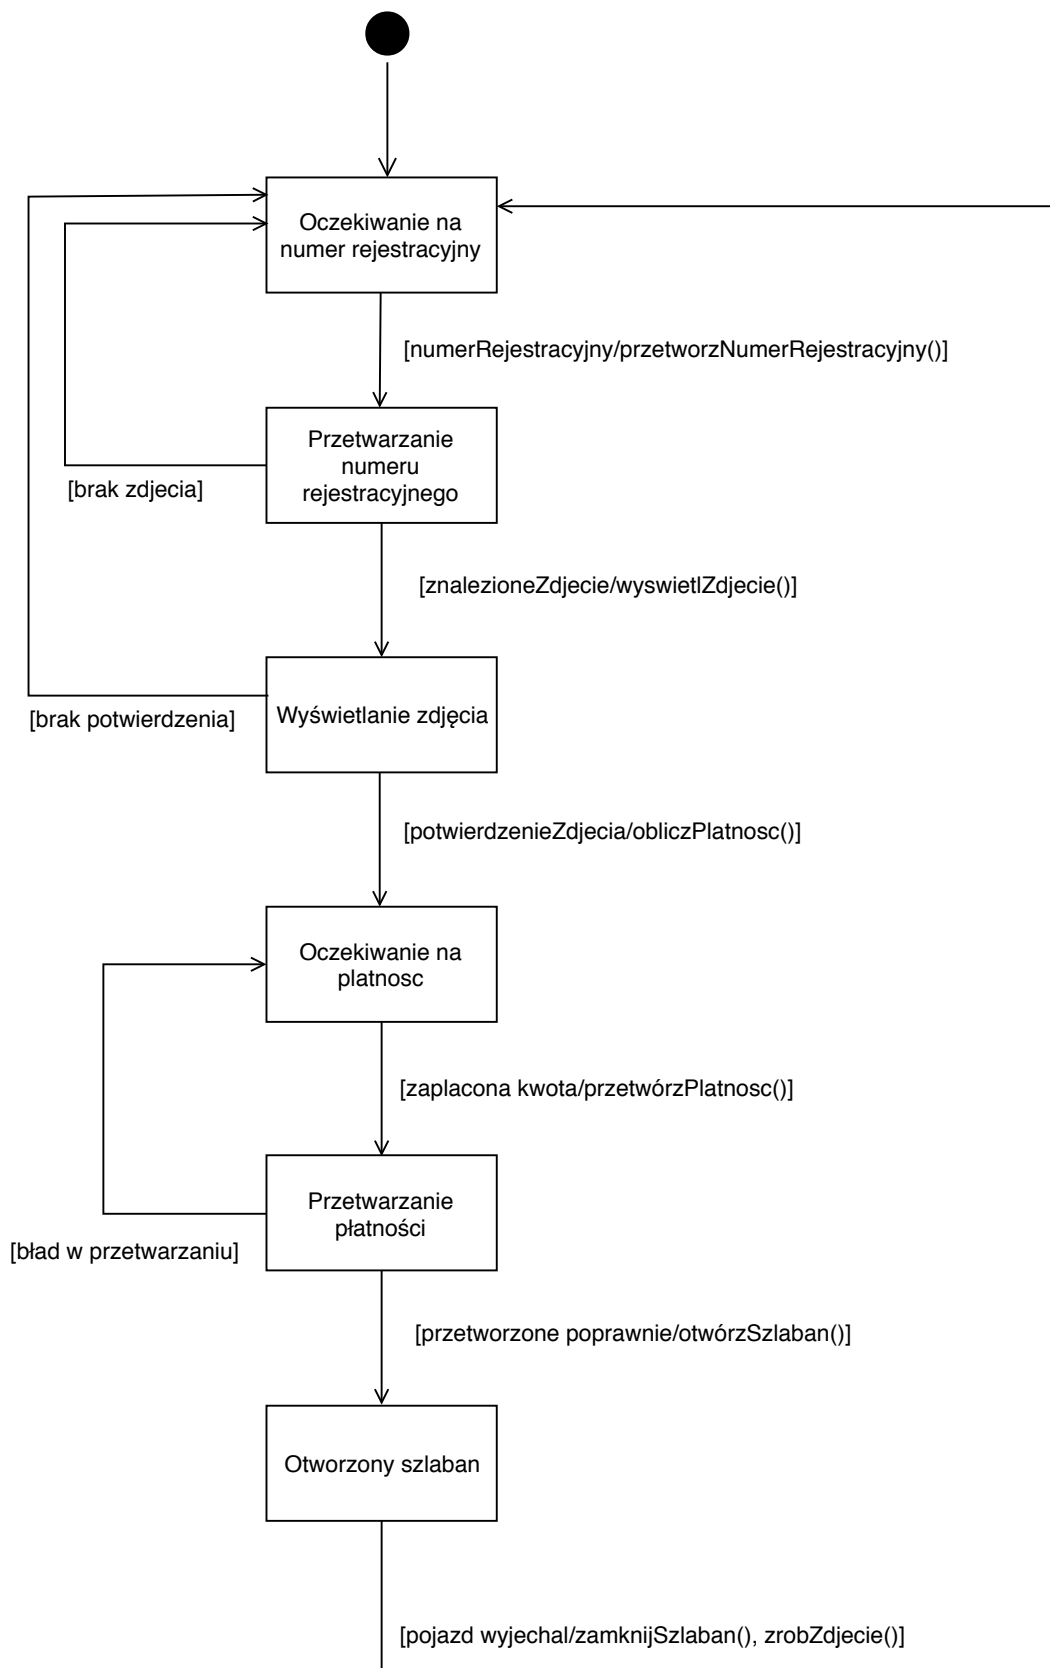 Oczekiwanie na
numer rejestracyjny
[numerRejestracyjny/przetworzNumerRejestracyjny()]
Przetwarzanie
numeru
rejestracyjnego
[brak zdjecia]
[znalezioneZdjecie/wyswietlZdjecie()]
Wyświetlanie zdjęcia
[brak potwierdzenia]
[potwierdzenieZdjecia/obliczPlatnosc()]
Oczekiwanie na
platnosc
[zaplacona kwota/przetwórzPlatnosc()]
Przetwarzanie
płatności
[bład w przetwarzaniu]
[przetworzone poprawnie/otwórzSzlaban()]
Otworzony szlaban
[pojazd wyjechal/zamknijSzlaban(), zrobZdjecie()]